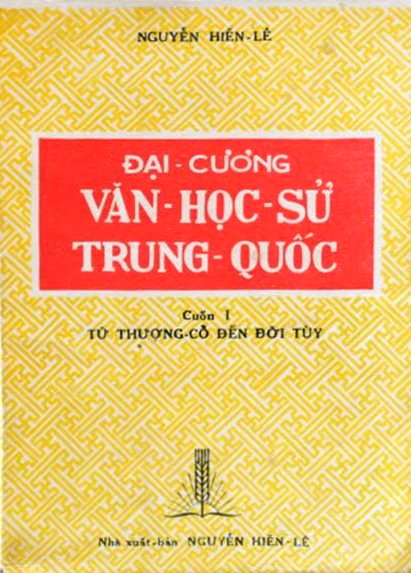 NGUYỄN HIẾN-LÊ
ĐẠI - CƯƠNG
VĂN - HỌC - SỬ
TRUNG - QUỐC
Cuốn I
TỪ THƯỢNG-CỔ ĐẾN ĐỜI TÙY
Nhà xuất-bản NGUYỄN HIẾN-LÊ